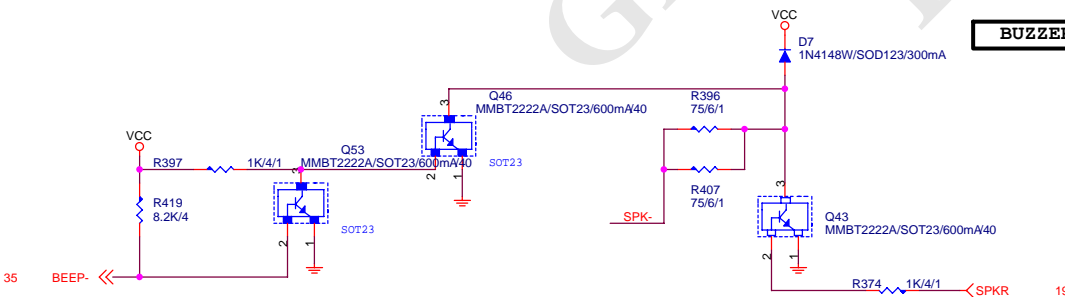 VCC
BUZZER
D7
1N4148W/SOD123/300mA
3
Q46
MMBT2222A/SOT23/600mA/40
R396
75/6/1
VCC
Q53
R397
1K/4/1
MMBT2222A/SOT23/600mA/40
SOT23
3
2
1
R407
75/6/1
3
R419
8.2K/4
SOT23
SPK-
Q43
MMBT2222A/SOT23/600mA/40
2
1
2
1
35
BEEP-
R374
1K/4/1
SPKR
19